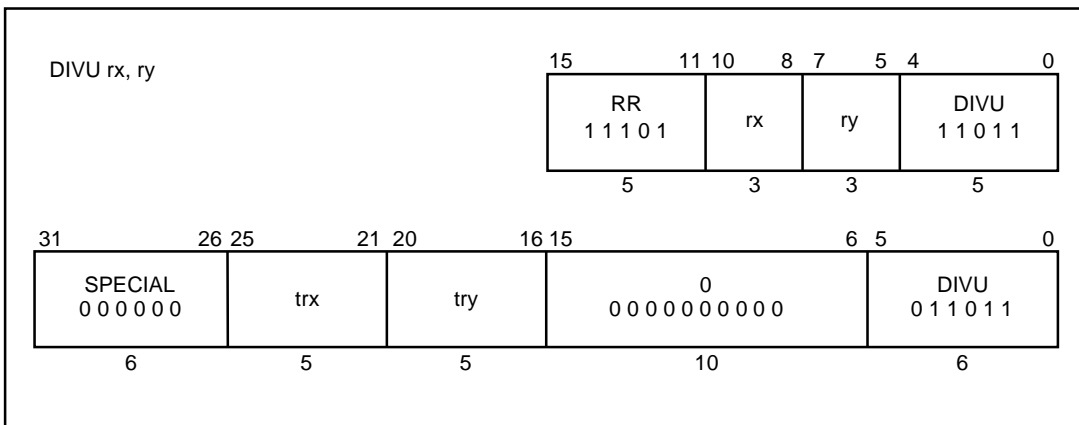 DIVU rx, ry
15 11 10 8 7 5 4 0
RR rx ry DIVU
1 1 1 0 1 1 1 0 1 1
5 3 3 5
31 26 25 21 20 16 15 6 5 0
SPECIAL trx try 0 DIVU
0 0 0 0 0 0 0 0 0 0 0 0 0 0 0 0 0 1 1 0 1 1
6 5 5 10 6